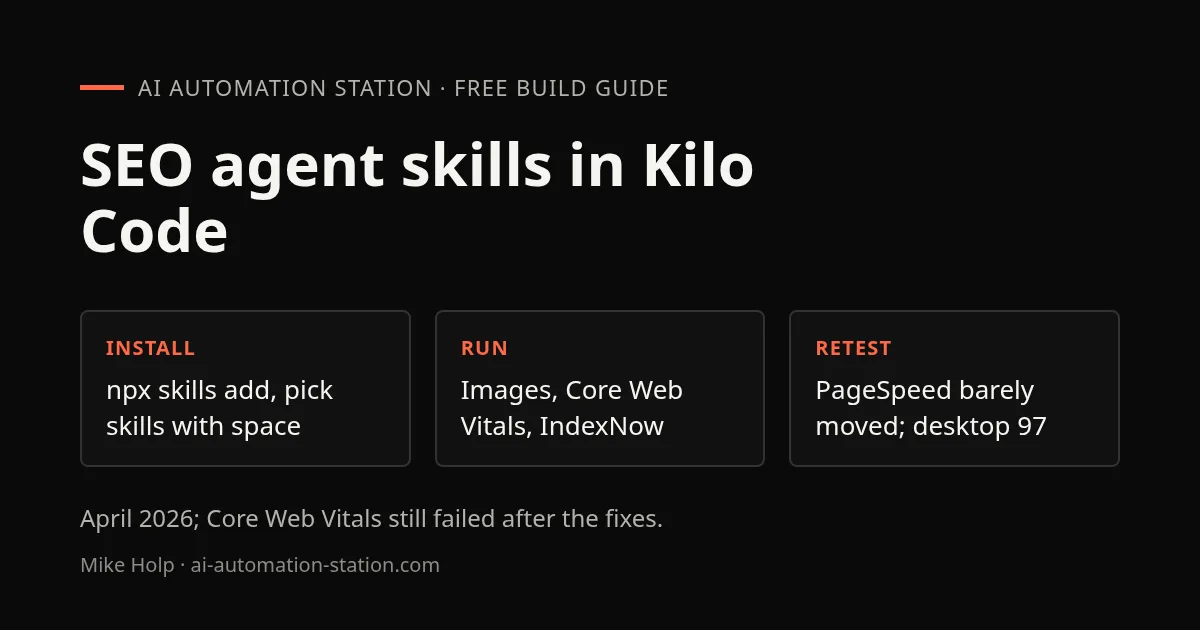 AI AUTOMATION STATION · FREE BUILD GUIDE
SEO agent skills in Kilo
Code
INSTALL
npx skills add, pick
skills with space
RUN
Images, Core Web
Vitals, IndexNow
RETEST
PageSpeed barely
moved; desktop 97
April 2026; Core Web Vitals still failed after the fixes.
Mike Holp · ai-automation-station.com